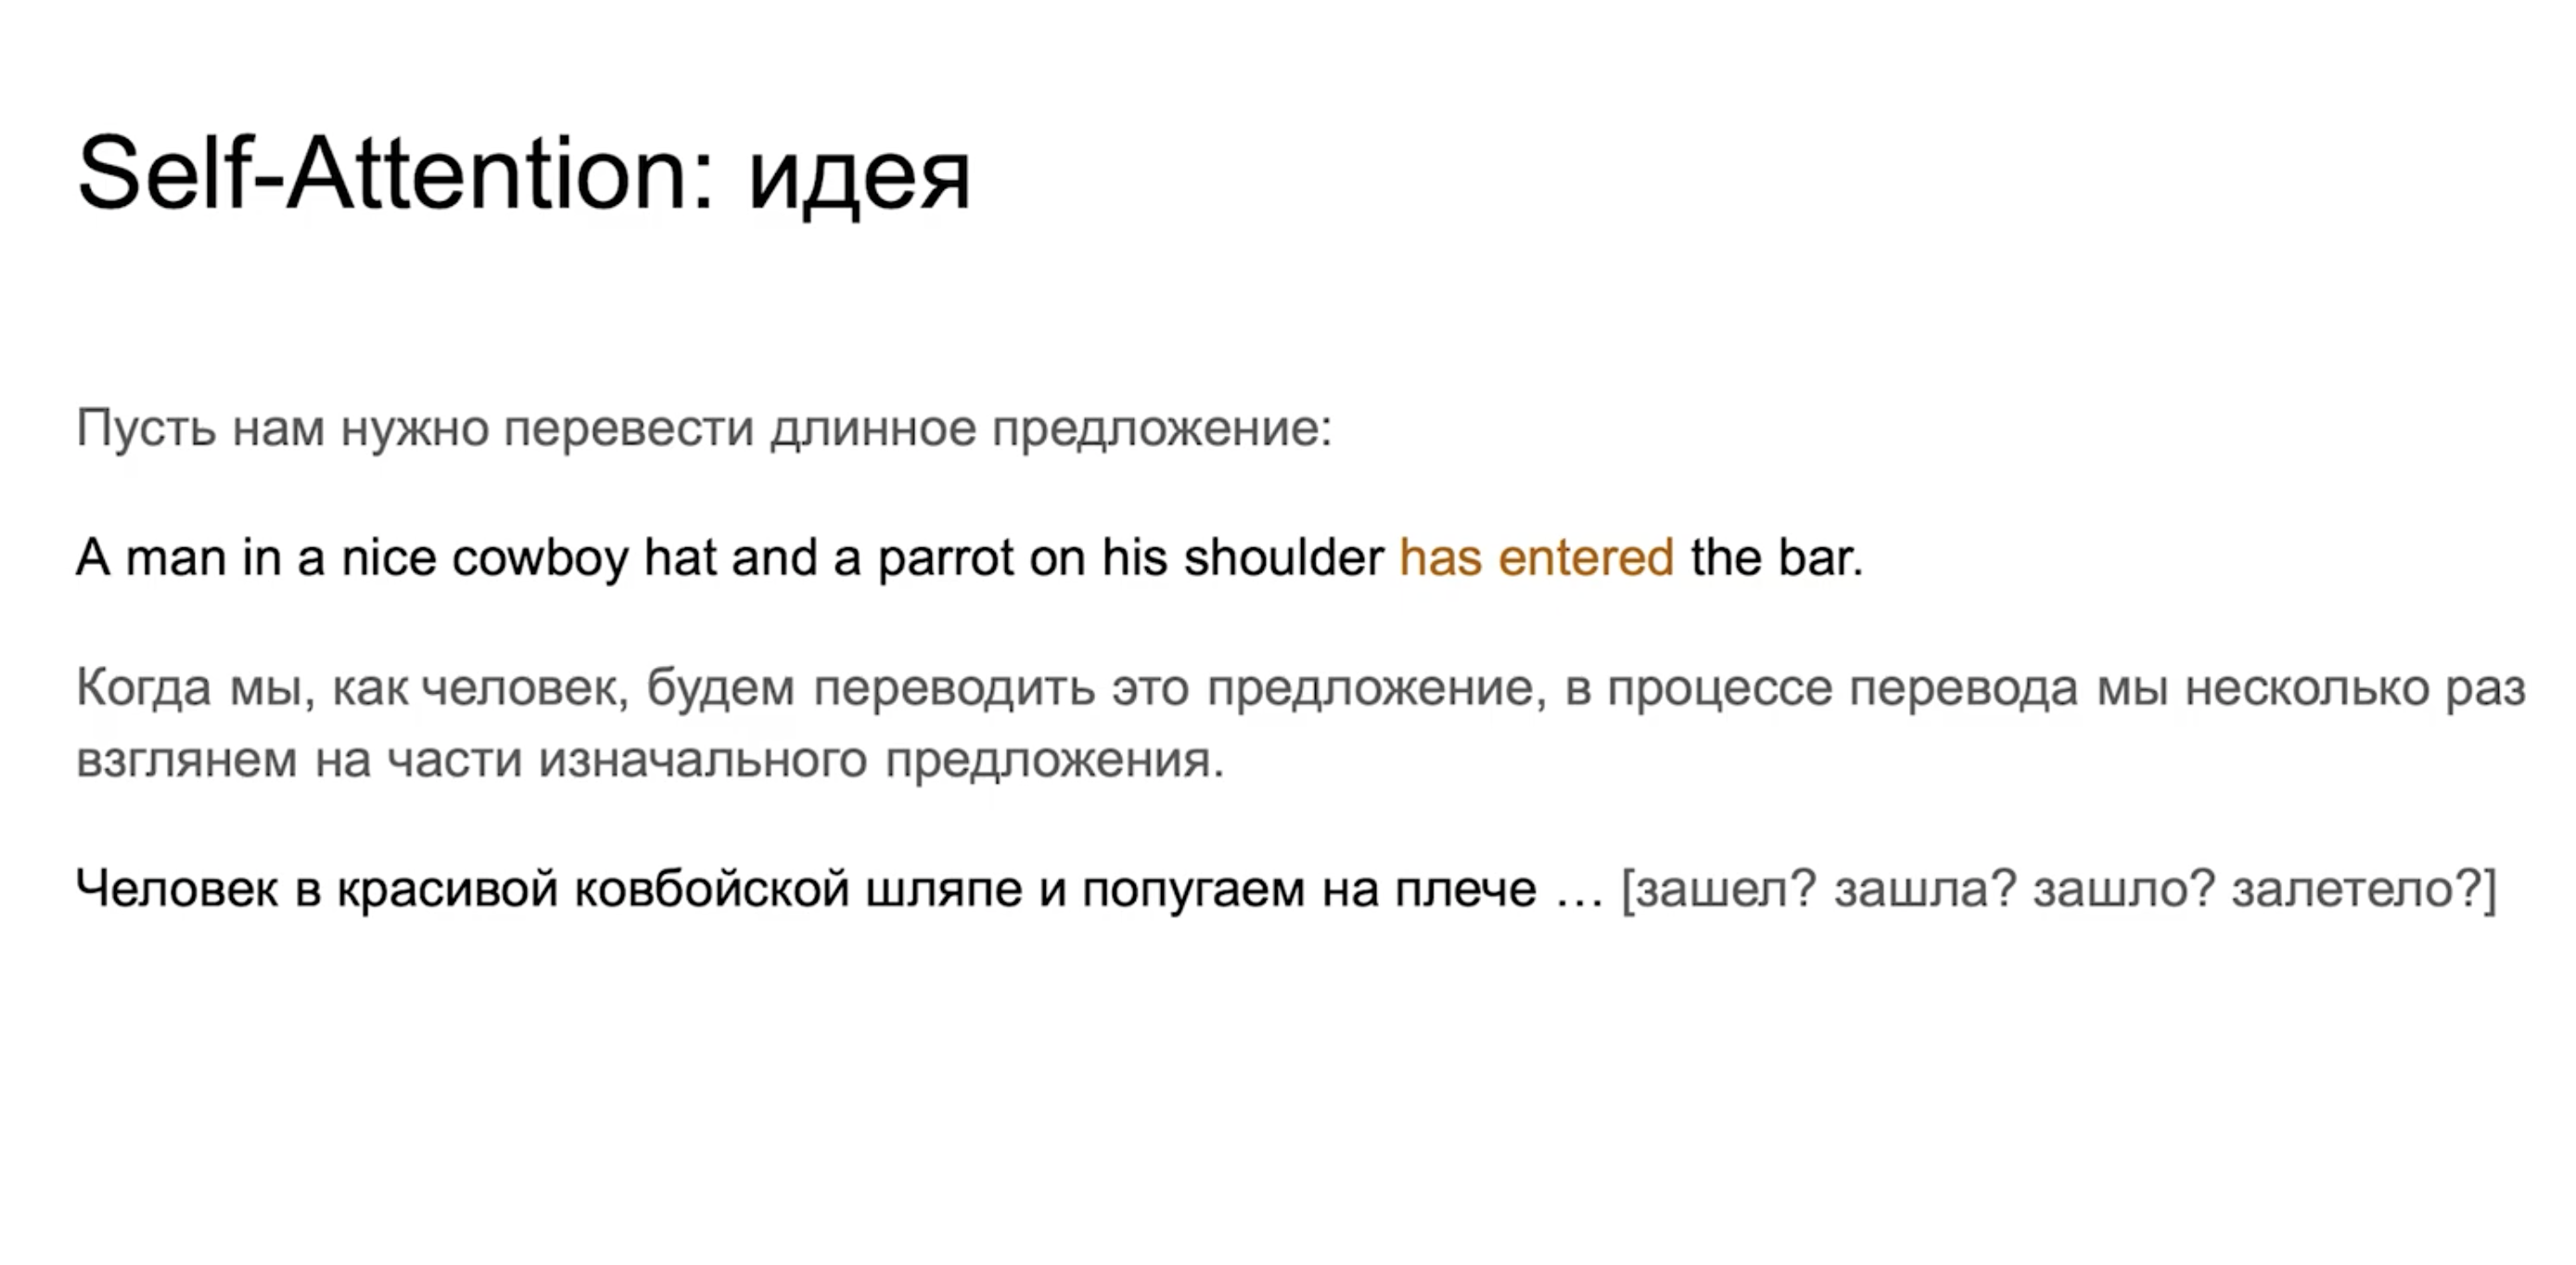 Self-Attention: идея
Пусть нам нужно перевести длинное предложение:
A man in a nice cowboy hat and a parrot on his shoulder has entered the bar.
Когда мы, как человек, будем переводить это предложение, в процессе перевода мы несколько раз
взглянем на части изначального предложения.
Человек в красивой ковбойской шляпе и попугаем на плече … [зашел? зашла? зашло? залетело?]